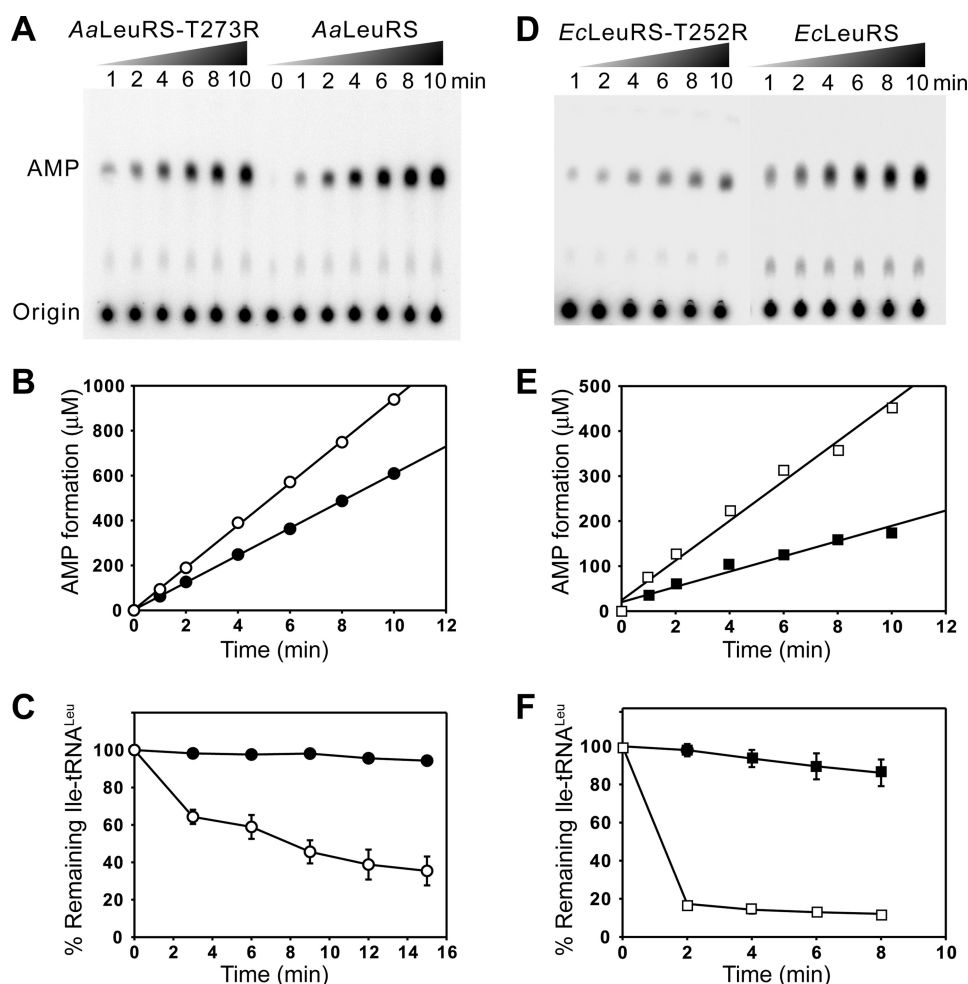 A
AaLeuRS-T273R AaLeuRS
1 2 4 6 8 10 0 1 2 4 6 8 10 min
AMP
Origin
D
EcLeuRS-T252R EcLeuRS
1 2 4 6 8 10 1 2 4 6 8 10 min
B
AMP formation (μM)
1000
800
600
400
200
0
0 2 4 6 8 10 12
Time (min)
E
AMP formation (μM)
500
400
300
200
100
0
0 2 4 6 8 10 12
Time (min)
C
% Remaining Ile-tRNALeu
100
80
60
40
20
0
0 2 4 6 8 10 12 14 16
Time (min)
F
% Remaining Ile-tRNALeu
100
80
60
40
20
0
0 2 4 6 8 10
Time (min)